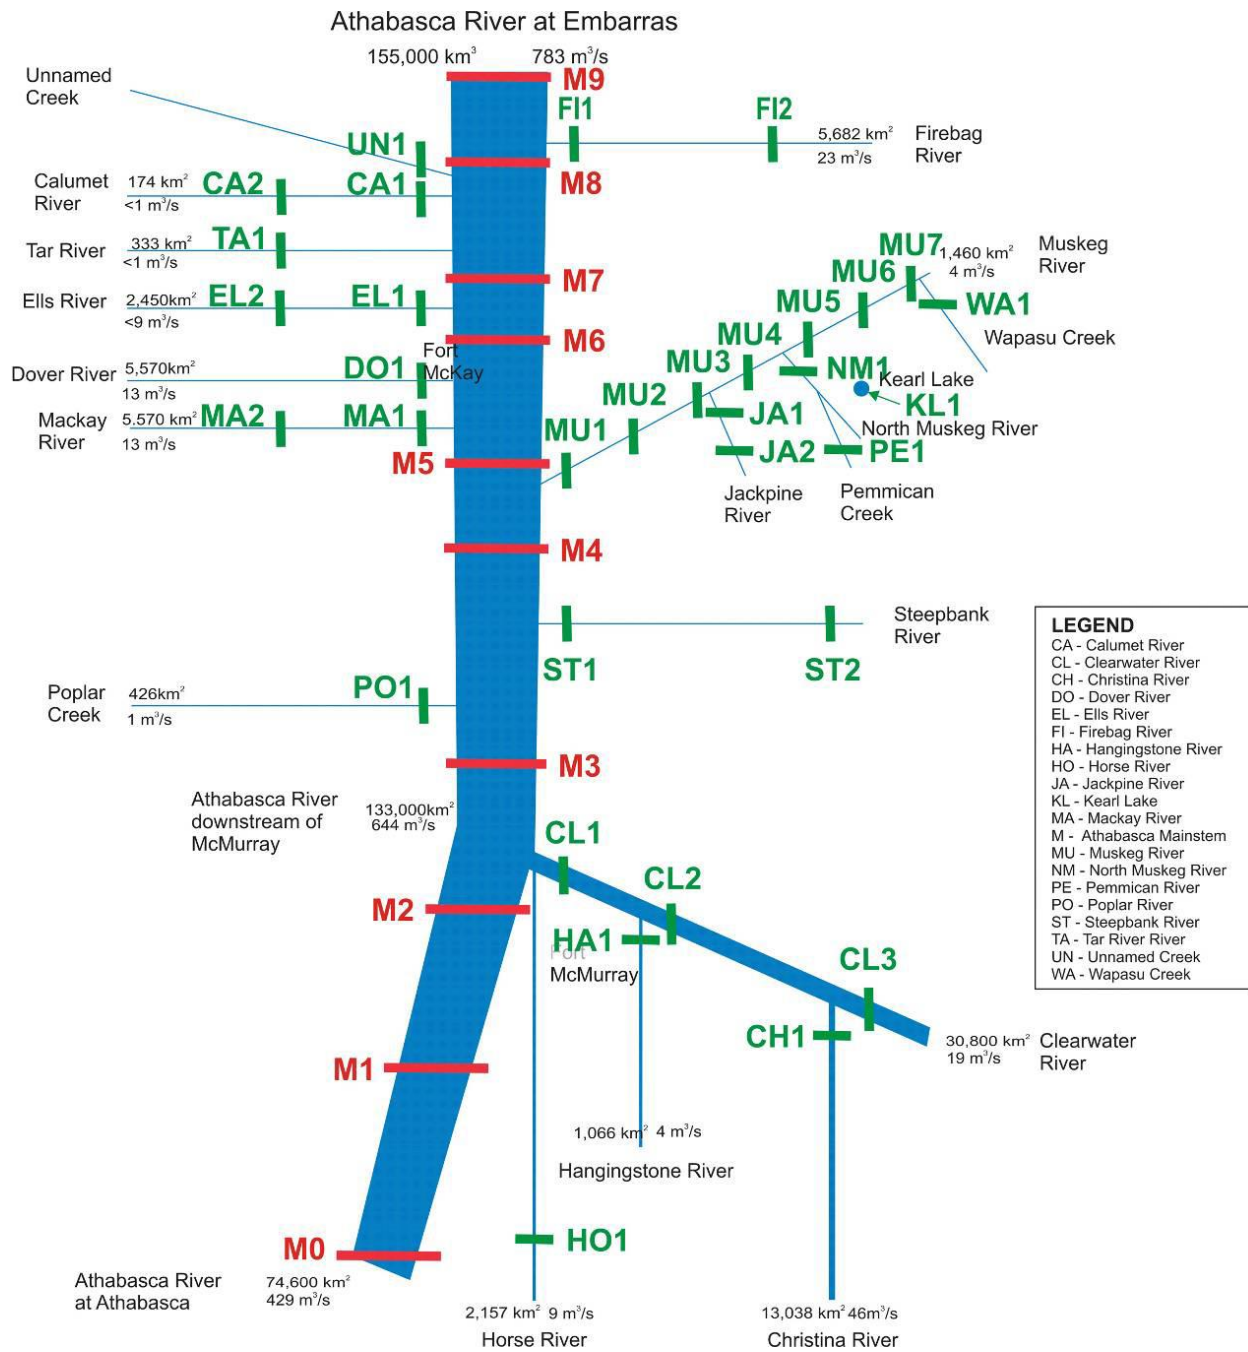 Athabasca River at Embarras
155,000 km³ 783 m³/s
M9
Unnamed
Creek
FI1
FI2
5,682 km²
23 m³/s
Firebag
River
UN1
M8
Calumet
River
174 km²
<1 m³/s
CA2
CA1
Tar River
333 km²
<1 m³/s
TA1
M7
Ells River
2,450km²
<9 m³/s
EL2
EL1
M6
Fort
McKay
Dover River
5,570km²
13 m³/s
DO1
Mackay
River
5.570 km²
13 m³/s
MA2
MA1
M5
MU1
MU2
MU3
MU4
MU5
MU6
MU7
1,460 km²
4 m³/s
Muskeg
River
WA1
Wapasu Creek
NM1
Kearl Lake
KL1
North Muskeg River
JA1
JA2
PE1
Jackpine
River
Pemmican
Creek
M4
Steepbank
River
ST1
ST2
Poplar
Creek
426km²
1 m³/s
PO1
M3
Athabasca River
downstream of
McMurray
133,000km²
644 m³/s
CL1
CL2
CL3
M2
HA1
Fort
McMurray
CH1
30,800 km²
19 m³/s
Clearwater
River
M1
1,066 km² 4 m³/s
Hangingstone River
HO1
M0
Athabasca River
at Athabasca
74,600 km²
429 m³/s
2,157 km² 9 m³/s
Horse River
13,038 km² 46m³/s
Christina River
LEGEND
CA - Calumet River
CL - Clearwater River
CH - Christina River
DO - Dover River
EL - Ells River
FI - Firebag River
HA - Hangingstone River
HO - Horse River
JA - Jackpine River
KL - Kearl Lake
MA - Mackay River
M - Athabasca Mainstem
MU - Muskeg River
NM - North Muskeg River
PE - Pemmican River
PO - Poplar River
ST - Steepbank River
TA - Tar River River
UN - Unnamed Creek
WA - Wapasu Creek